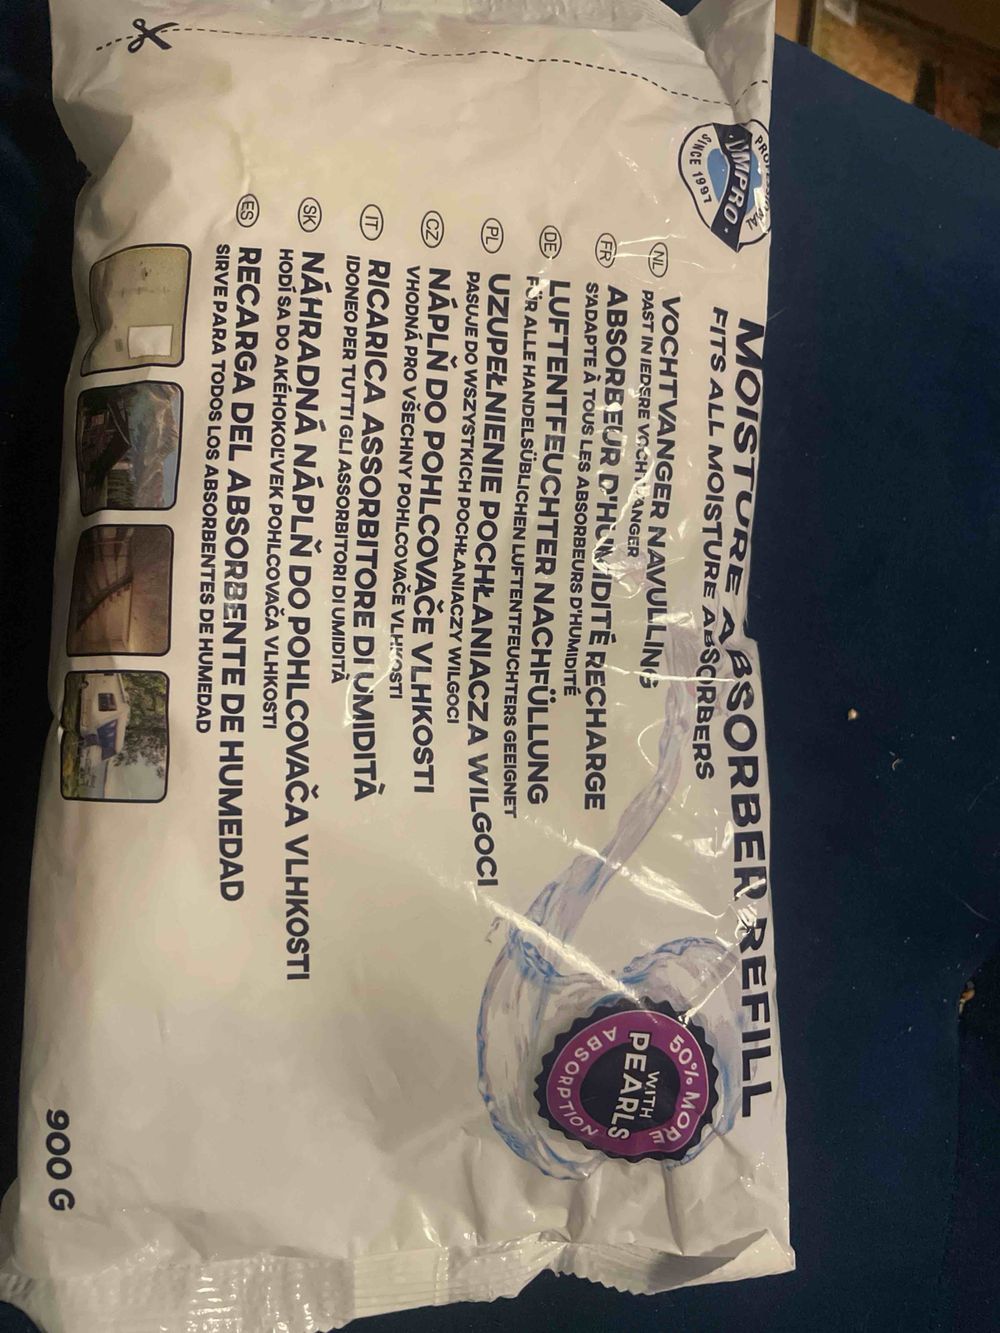 PROFESSIONAL
UMPRO
SINCE 1997
MOISTURE ABSORBER REFILL
FITS ALL MOISTURE ABSORBERS
NL
VOCHTVANGER NAVULLING
PAST IN IEDERE VOCHTVANGER
FR
ABSORBEUR D'HUMIDITÉ RECHARGE
S'ADAPTE À TOUS LES ABSORBEURS D'HUMIDITÉ
DE
LUFTENTFEUCHTER NACHFÜLLUNG
FÜR ALLE HANDELSÜBLICHEN LUFTENTFEUCHTERS GEEIGNET
PL
UZUPEŁNIENIE POCHŁANIACZA WILGOCI
PASUJE DO WSZYSTKICH POCHŁANIACZY WILGOCI
CZ
NÁPLŇ DO POHLCOVAČE VLHKOSTI
VHODNÁ PRO VŠECHNY POHLCOVAČE VLHKOSTI
IT
RICARICA ASSORBITORE DI UMIDITÀ
IDONEO PER TUTTI GLI ASSORBITORI DI UMIDITÀ
SK
NÁHRADNÁ NÁPLŇ DO POHLCOVAČA VLHKOSTI
HODÍ SA DO AKÉHOKOĽVEK POHLCOVAČA VLHKOSTI
ES
RECARGA DEL ABSORBENTE DE HUMEDAD
SIRVE PARA TODOS LOS ABSORBENTES DE HUMEDAD
50% MORE
WITH
PEARLS
ABSORPTION
900 G